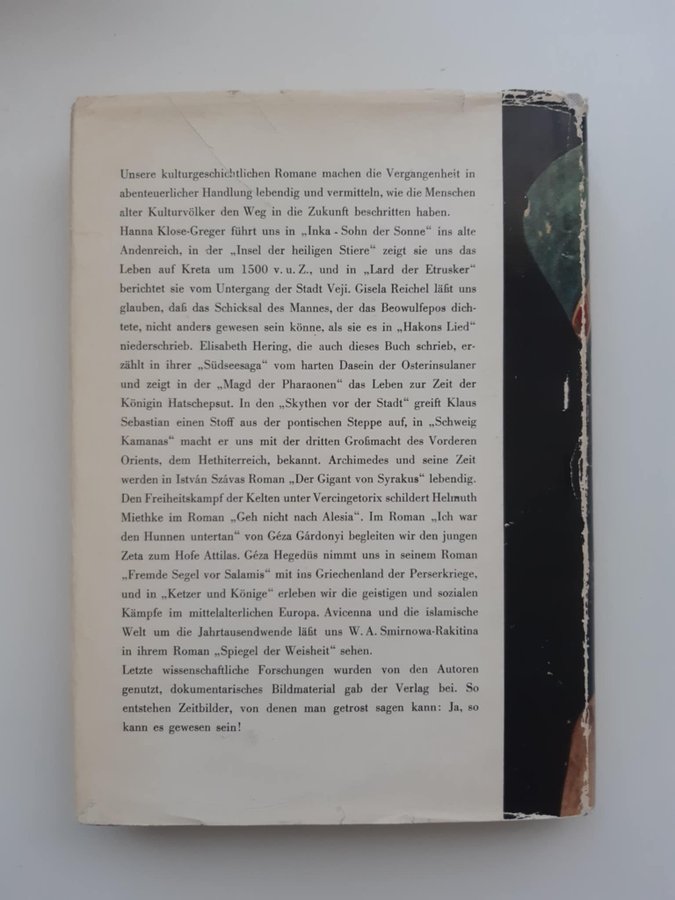 Unsere kulturgeschichtlichen Romane machen die Vergangenheit in
abenteuerlicher Handlung lebendig und vermitteln, wie die Menschen
alter Kulturvölker den Weg in die Zukunft beschritten haben.
Hanna Klose-Greger führt uns in „Inka - Sohn der Sonne“ ins alte
Andenreich, in der „Insel der heiligen Stiere“ zeigt sie uns das
Leben auf Kreta um 1500 v. u. Z., und in „Lard der Etrusker“
berichtet sie vom Untergang der Stadt Veji. Gisela Reichel läßt uns
glauben, daß das Schicksal des Mannes, der das Beowulfepos dich-
tete, nicht anders gewesen sein könne, als sie es in „Hakons Lied“
niederschrieb. Elisabeth Hering, die auch dieses Buch schrieb, er-
zählt in ihrer „Südseesaga“ vom harten Dasein der Osterinsulaner
und zeigt in der „Magd der Pharaonen“ das Leben zur Zeit der
Königin Hatschepsut. In den „Skythen vor der Stadt“ greift Klaus
Sebastian einen Stoff aus der pontischen Steppe auf, in „Schweig
Kamanas“ macht er uns mit der dritten Großmacht des Vorderen
Orients, dem Hethiterreich, bekannt. Archimedes und seine Zeit
werden in István Szávas Roman „Der Gigant von Syrakus“ lebendig.
Den Freiheitskampf der Kelten unter Vercingetorix schildert Helmuth
Miethke im Roman „Geh nicht nach Alesia“. Im Roman „Ich war
den Hunnen untertan“ von Géza Gárdonyi begleiten wir den jungen
Zeta zum Hofe Attilas. Géza Hegedüs nimmt uns in seinem Roman
„Fremde Segel vor Salamis“ mit ins Griechenland der Perserkriege,
und in „Ketzer und Könige“ erleben wir die geistigen und sozialen
Kämpfe im mittelalterlichen Europa. Avicenna und die islamische
Welt um die Jahrtausendwende läßt uns W. A. Smirnowa-Rakitina
in ihrem Roman „Spiegel der Weisheit“ sehen.
Letzte wissenschaftliche Forschungen wurden von den Autoren
genutzt, dokumentarisches Bildmaterial gab der Verlag bei. So
entstehen Zeitbilder, von denen man getrost sagen kann: Ja, so
kann es gewesen sein!